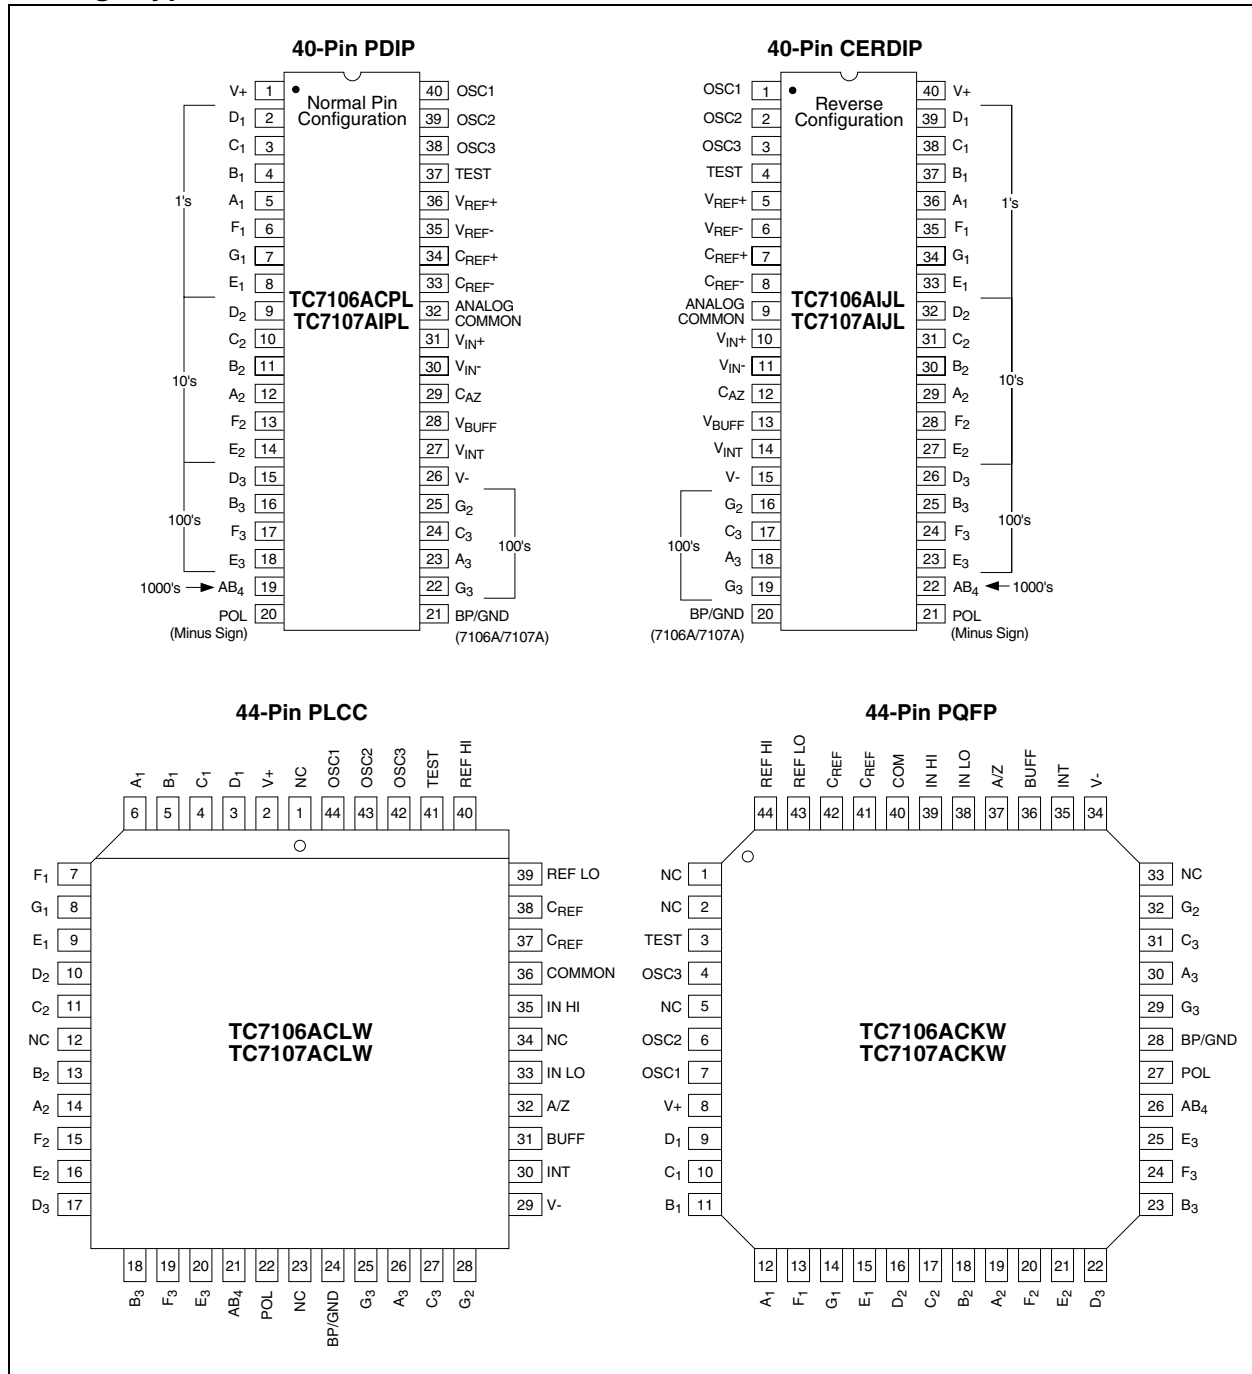 40-Pin PDIP
V+ 1 40 OSC1
D1 2 39 OSC2
C1 3 38 OSC3
B1 4 37 TEST
A1 5 36 VREF+
F1 6 35 VREF-
G1 7 34 CREF+
E1 8 33 CREF-
D2 9 32 ANALOG COMMON
C2 10 31 VIN+
B2 11 30 VIN-
A2 12 29 CAZ
F2 13 28 VBUFF
E2 14 27 VINT
D3 15 26 V-
B3 16 25 G2
F3 17 24 C3
E3 18 23 A3
AB4 19 22 G3
POL 20 21 BP/GND
(Minus Sign) (7106A/7107A)
1's
10's
100's
1000's
100's
Normal Pin
Configuration
TC7106ACPL
TC7107AIPL
40-Pin CERDIP
OSC1 1 40 V+
OSC2 2 39 D1
OSC3 3 38 C1
TEST 4 37 B1
VREF+ 5 36 A1
VREF- 6 35 F1
CREF+ 7 34 G1
CREF- 8 33 E1
ANALOG COMMON 9 32 D2
VIN+ 10 31 C2
VIN- 11 30 B2
CAZ 12 29 A2
VBUFF 13 28 F2
VINT 14 27 E2
V- 15 26 D3
G2 16 25 B3
C3 17 24 F3
A3 18 23 E3
G3 19 22 AB4
BP/GND 20 21 POL
(7106A/7107A) (Minus Sign)
100's
1's
10's
100's
1000's
Reverse
Configuration
TC7106AIJL
TC7107AIJL
44-Pin PLCC
A1 B1 C1 D1 V+ NC OSC1 OSC2 OSC3 TEST REF HI
6 5 4 3 2 1 44 43 42 41 40
F1 7 39 REF LO
G1 8 38 CREF
E1 9 37 CREF
D2 10 36 COMMON
C2 11 35 IN HI
NC 12 34 NC
B2 13 33 IN LO
A2 14 32 A/Z
F2 15 31 BUFF
E2 16 30 INT
D3 17 29 V-
TC7106ACLW
TC7107ACLW
18 19 20 21 22 23 24 25 26 27 28
B3 F3 E3 AB4 POL NC BP/GND G3 A3 C3 G2
44-Pin PQFP
REF HI REF LO CREF CREF COM IN HI IN LO A/Z BUFF INT V-
44 43 42 41 40 39 38 37 36 35 34
NC 1 33 NC
NC 2 32 G2
TEST 3 31 C3
OSC3 4 30 A3
NC 5 29 G3
OSC2 6 28 BP/GND
OSC1 7 27 POL
V+ 8 26 AB4
D1 9 25 E3
C1 10 24 F3
B1 11 23 B3
TC7106ACKW
TC7107ACKW
12 13 14 15 16 17 18 19 20 21 22
A1 F1 G1 E1 D2 C2 B2 A2 F2 E2 D3